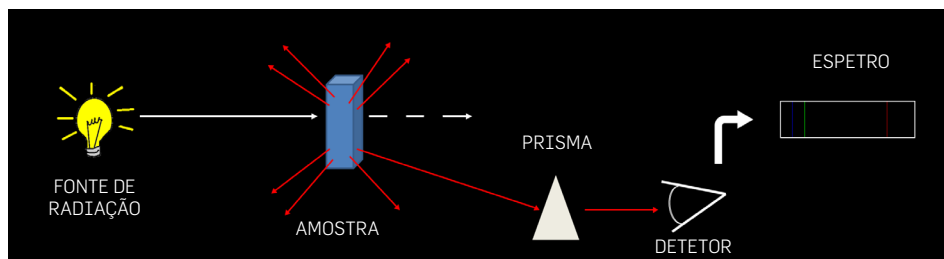 ESPETRO
PRISMA
FONTE DE
RADIAÇÃO
AMOSTRA
DETETOR